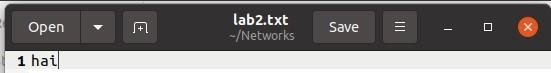 Open lab2.txt Save
~/Networks
1 hai